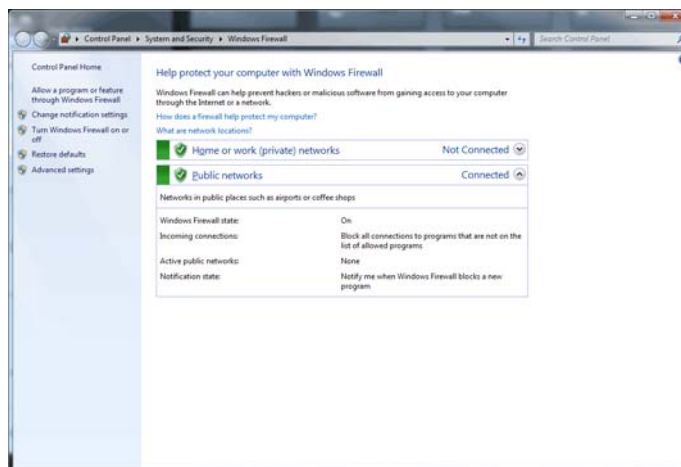 Control Panel ▸ System and Security ▸ Windows Firewall
Search Control Panel
Control Panel Home
Allow a program or feature
through Windows Firewall
Change notification settings
Turn Windows Firewall on or
off
Restore defaults
Advanced settings
Help protect your computer with Windows Firewall
Windows Firewall can help prevent hackers or malicious software from gaining access to your computer
through the Internet or a network.
How does a firewall help protect my computer?
What are network locations?
Home or work (private) networks Not Connected
Public networks Connected
Networks in public places such as airports or coffee shops
Windows Firewall state: On
Incoming connections: Block all connections to programs that are not on the
list of allowed programs
Active public networks: None
Notification state: Notify me when Windows Firewall blocks a new
program